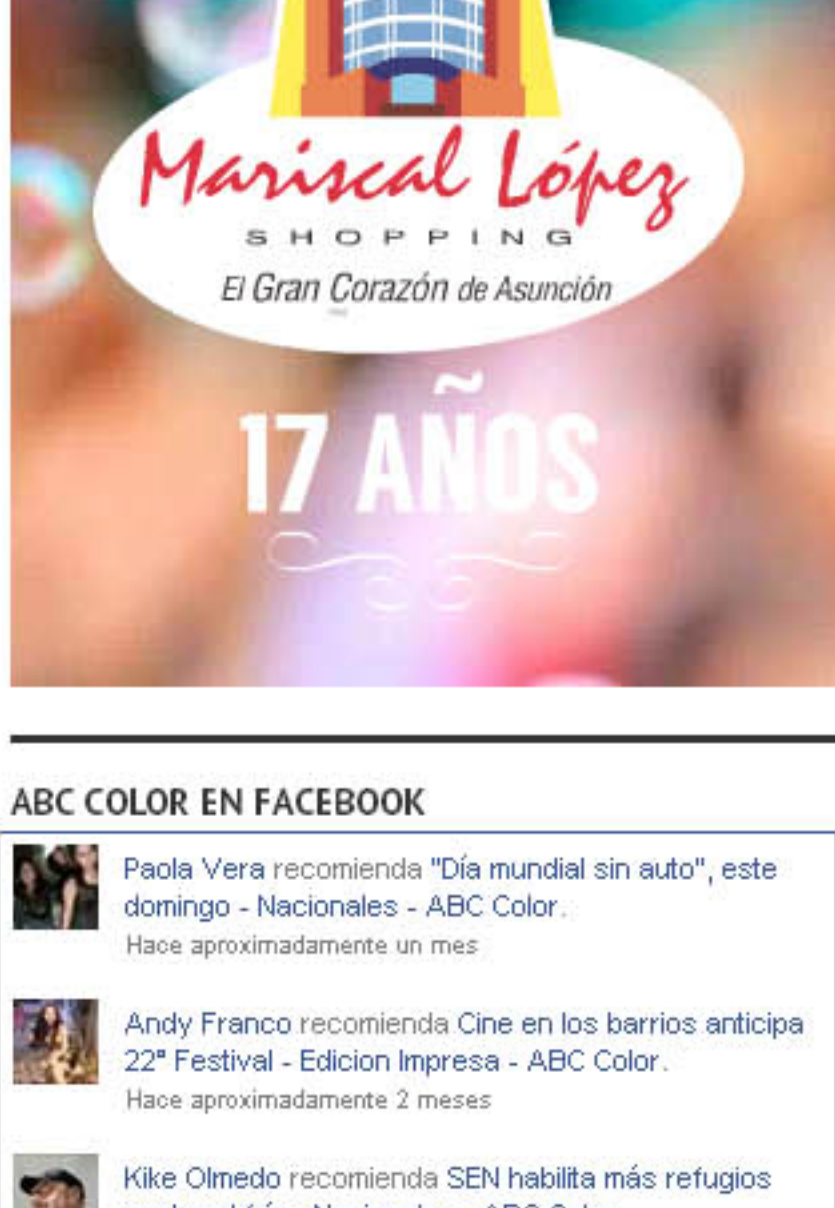 Mariscal López
SHOPPING
El Gran Corazón de Asunción
17 AÑOS
ABC COLOR EN FACEBOOK
Paola Vera recomienda "Día mundial sin auto", este
domingo - Nacionales - ABC Color.
Hace aproximadamente un mes
Andy Franco recomienda Cine en los barrios anticipa
22º Festival - Edicion Impresa - ABC Color.
Hace aproximadamente 2 meses
Kike Olmedo recomienda SEN habilita más refugios